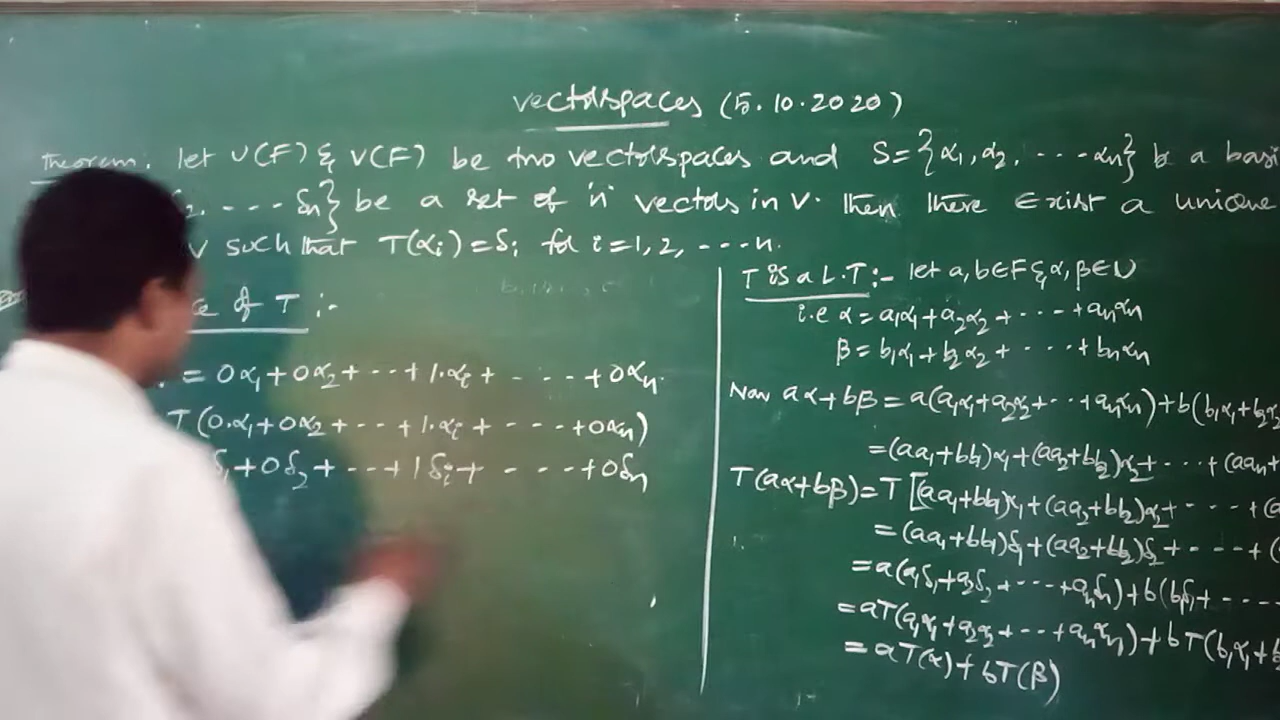 vectorspaces (5.10.2020)
Theorem. let U(F) & V(F) be two vectorspaces and S={α₁, α₂, ---- αₙ} be a basi
₂, ---- δₙ} be a set of 'n' vectors in V. Then there exist a unique
V such that T(αᵢ)=δᵢ for i=1,2, ---n.
ce of T :-
= 0α₁+0α₂+--+1.αᵢ+ ----+0αₙ.
T(0.α₁+0α₂+--+1.αᵢ+ ----+0αₙ)
δ₁+0δ₂+---+1δᵢ+ ----+0δₙ
T is a L.T:- let a,b∈F & α,β∈U
i.e α=a₁α₁+a₂α₂+----+aₙαₙ
β=b₁α₁+b₂α₂+----+bₙαₙ
Now aα+bβ=a(a₁α₁+a₂α₂+---+aₙαₙ)+b(b₁α₁+b₂α₂
=(aa₁+bb₁)α₁+(aa₂+bb₂)α₂+---+(aaₙ+
T(aα+bβ)=T[(aa₁+bb₁)α₁+(aa₂+bb₂)α₂+----+(a
=(aa₁+bb₁)δ₁+(aa₂+bb₂)δ₂+----+(
=a(a₁δ₁+a₂δ₂+----+aₙδₙ)+b(b₁δ₁+----
=aT(a₁α₁+a₂α₂+---+aₙαₙ)+bT(b₁α₁+b₂
=aT(α)+bT(β)